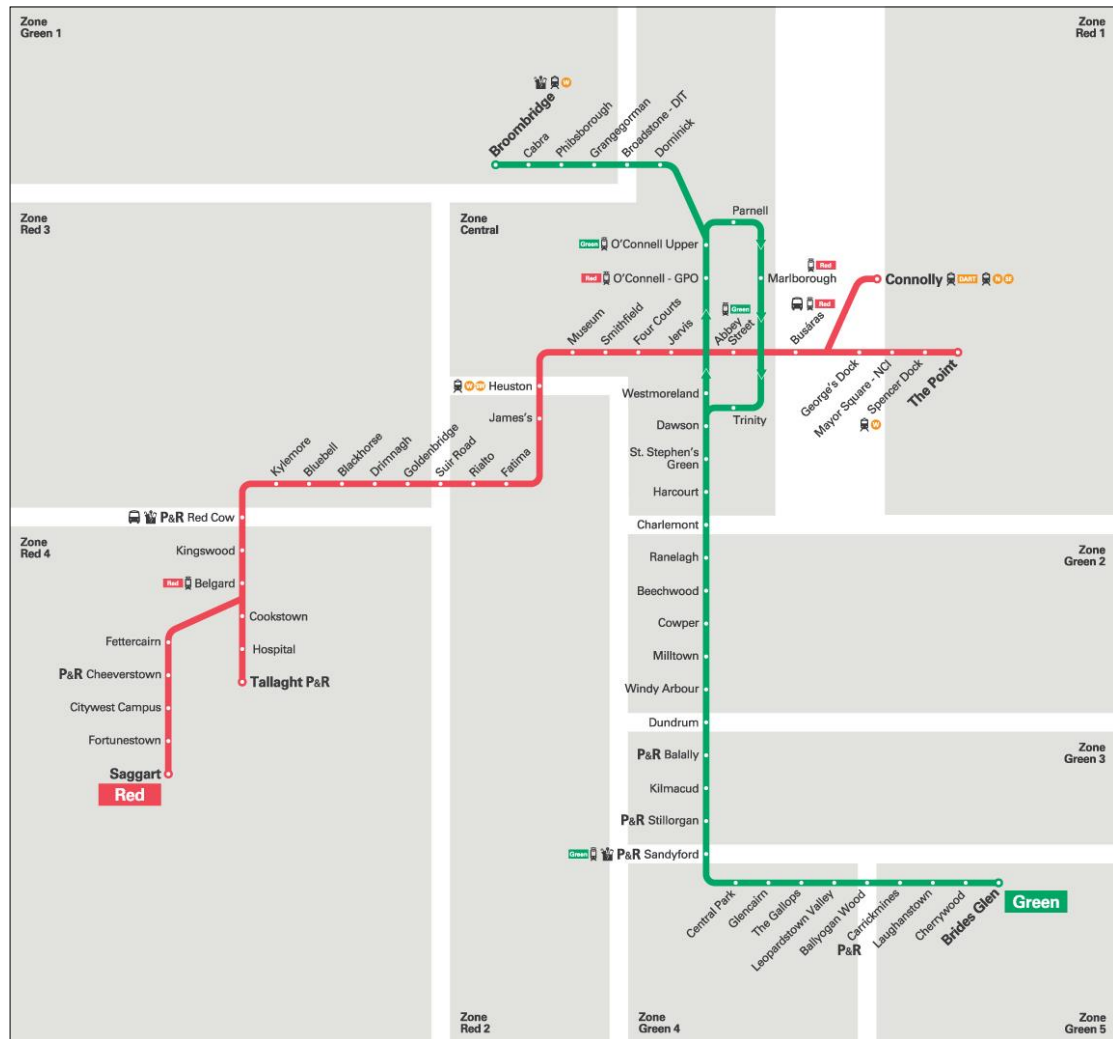 Zone
Green 1
Zone
Red 1
Broombridge
Cabra
Phibsborough
Grangegorman
Broadstone - DIT
Dominick
W
Zone
Red 3
Zone
Central
Parnell
Green O'Connell Upper
Red O'Connell - GPO
Red
Marlborough
Connolly DART N M
Green
Red
Museum
Smithfield
Four Courts
Jervis
Abbey
Street
Busáras
George's Dock
Mayor Square - NCI
Spencer Dock
W
The Point
W Heuston
James's
Westmoreland
Trinity
Dawson
St. Stephen's
Green
Harcourt
Charlemont
Kylemore
Bluebell
Blackhorse
Drimnagh
Goldenbridge
Suir Road
Rialto
Fatima
P&R Red Cow
Zone
Red 4
Kingswood
Red Belgard
Cookstown
Hospital
Tallaght P&R
Fettercairn
P&R Cheeverstown
Citywest Campus
Fortunestown
Saggart
Red
Zone
Green 2
Ranelagh
Beechwood
Cowper
Milltown
Windy Arbour
Dundrum
Zone
Green 3
P&R Balally
Kilmacud
P&R Stillorgan
Green P&R Sandyford
Central Park
Glencairn
The Gallops
Leopardstown Valley
Ballyogan Wood
Carrickmines
P&R
Laughanstown
Cherrywood
Brides Glen
Green
Zone
Red 2
Zone
Green 4
Zone
Green 5